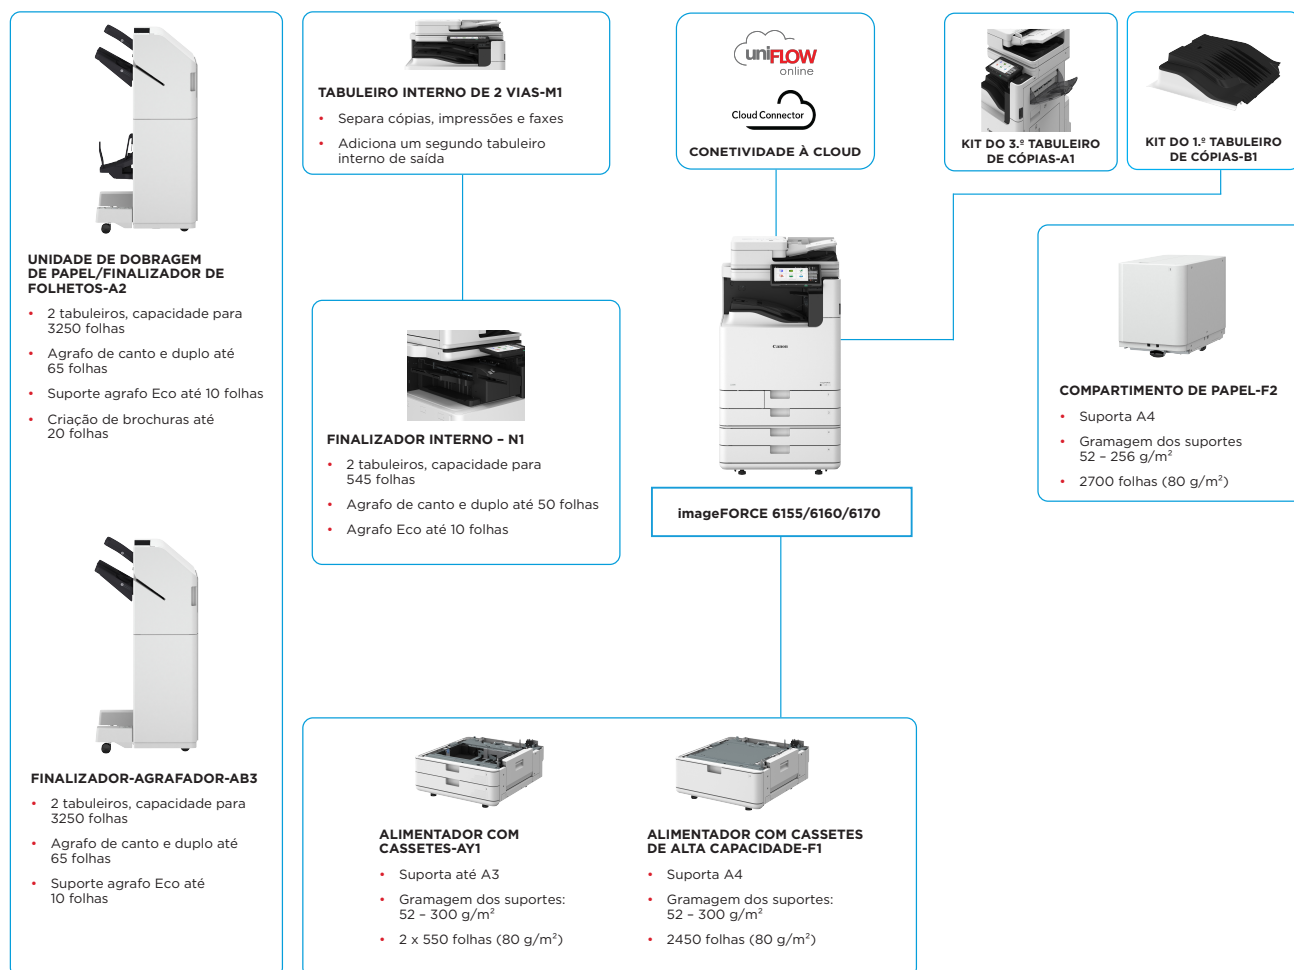 UNIDADE DE DOBRAGEM
DE PAPEL/FINALIZADOR DE
FOLHETOS-A2
• 2 tabuleiros, capacidade para
3250 folhas
• Agrafo de canto e duplo até
65 folhas
• Suporte agrafo Eco até 10 folhas
• Criação de brochuras até
20 folhas
FINALIZADOR-AGRAFADOR-AB3
• 2 tabuleiros, capacidade para
3250 folhas
• Agrafo de canto e duplo até
65 folhas
• Suporte agrafo Eco até
10 folhas
TABULEIRO INTERNO DE 2 VIAS-M1
• Separa cópias, impressões e faxes
• Adiciona um segundo tabuleiro
interno de saída
FINALIZADOR INTERNO – N1
• 2 tabuleiros, capacidade para
545 folhas
• Agrafo de canto e duplo até 50 folhas
• Agrafo Eco até 10 folhas
uniFLOW
online
Cloud Connector
CONETIVIDADE À CLOUD
Canon
imageFORCE 6155/6160/6170
KIT DO 3.º TABULEIRO
DE CÓPIAS-A1
KIT DO 1.º TABULEIRO
DE CÓPIAS-B1
COMPARTIMENTO DE PAPEL-F2
• Suporta A4
• Gramagem dos suportes
52 – 256 g/m²
• 2700 folhas (80 g/m²)
ALIMENTADOR COM
CASSETES-AY1
• Suporta até A3
• Gramagem dos suportes:
52 – 300 g/m²
• 2 x 550 folhas (80 g/m²)
ALIMENTADOR COM CASSETES
DE ALTA CAPACIDADE-F1
• Suporta A4
• Gramagem dos suportes:
52 – 300 g/m²
• 2450 folhas (80 g/m²)